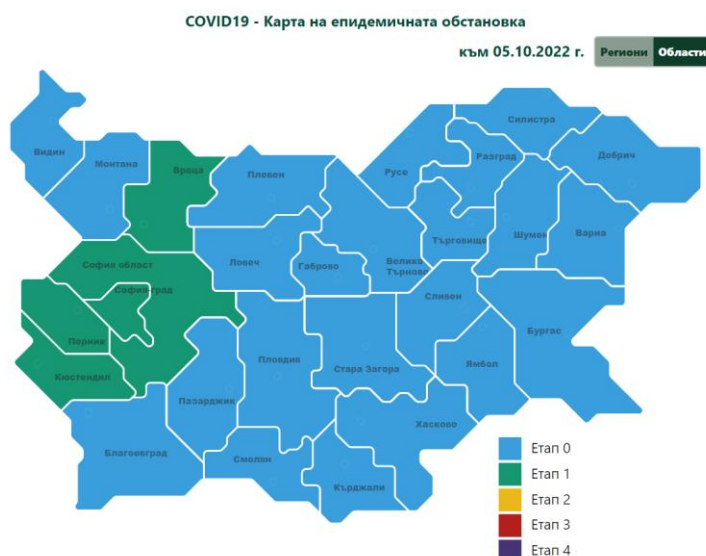 COVID19 - Карта на епидемичната обстановка
към 05.10.2022 г.
Региони Области
Силистра
Видин
Монтана
Враца
Плевен
Русе
Разград
Добрич
София област
Ловеч
Габрово
Велико
Търново
Търговище
Шумен
Варна
София-град
Сливен
Перник
Пловдив
Стара Загора
Ямбол
Бургас
Кюстендил
Пазарджик
Хасково
Благоевград
Смолян
Кърджали
Етап 0
Етап 1
Етап 2
Етап 3
Етап 4